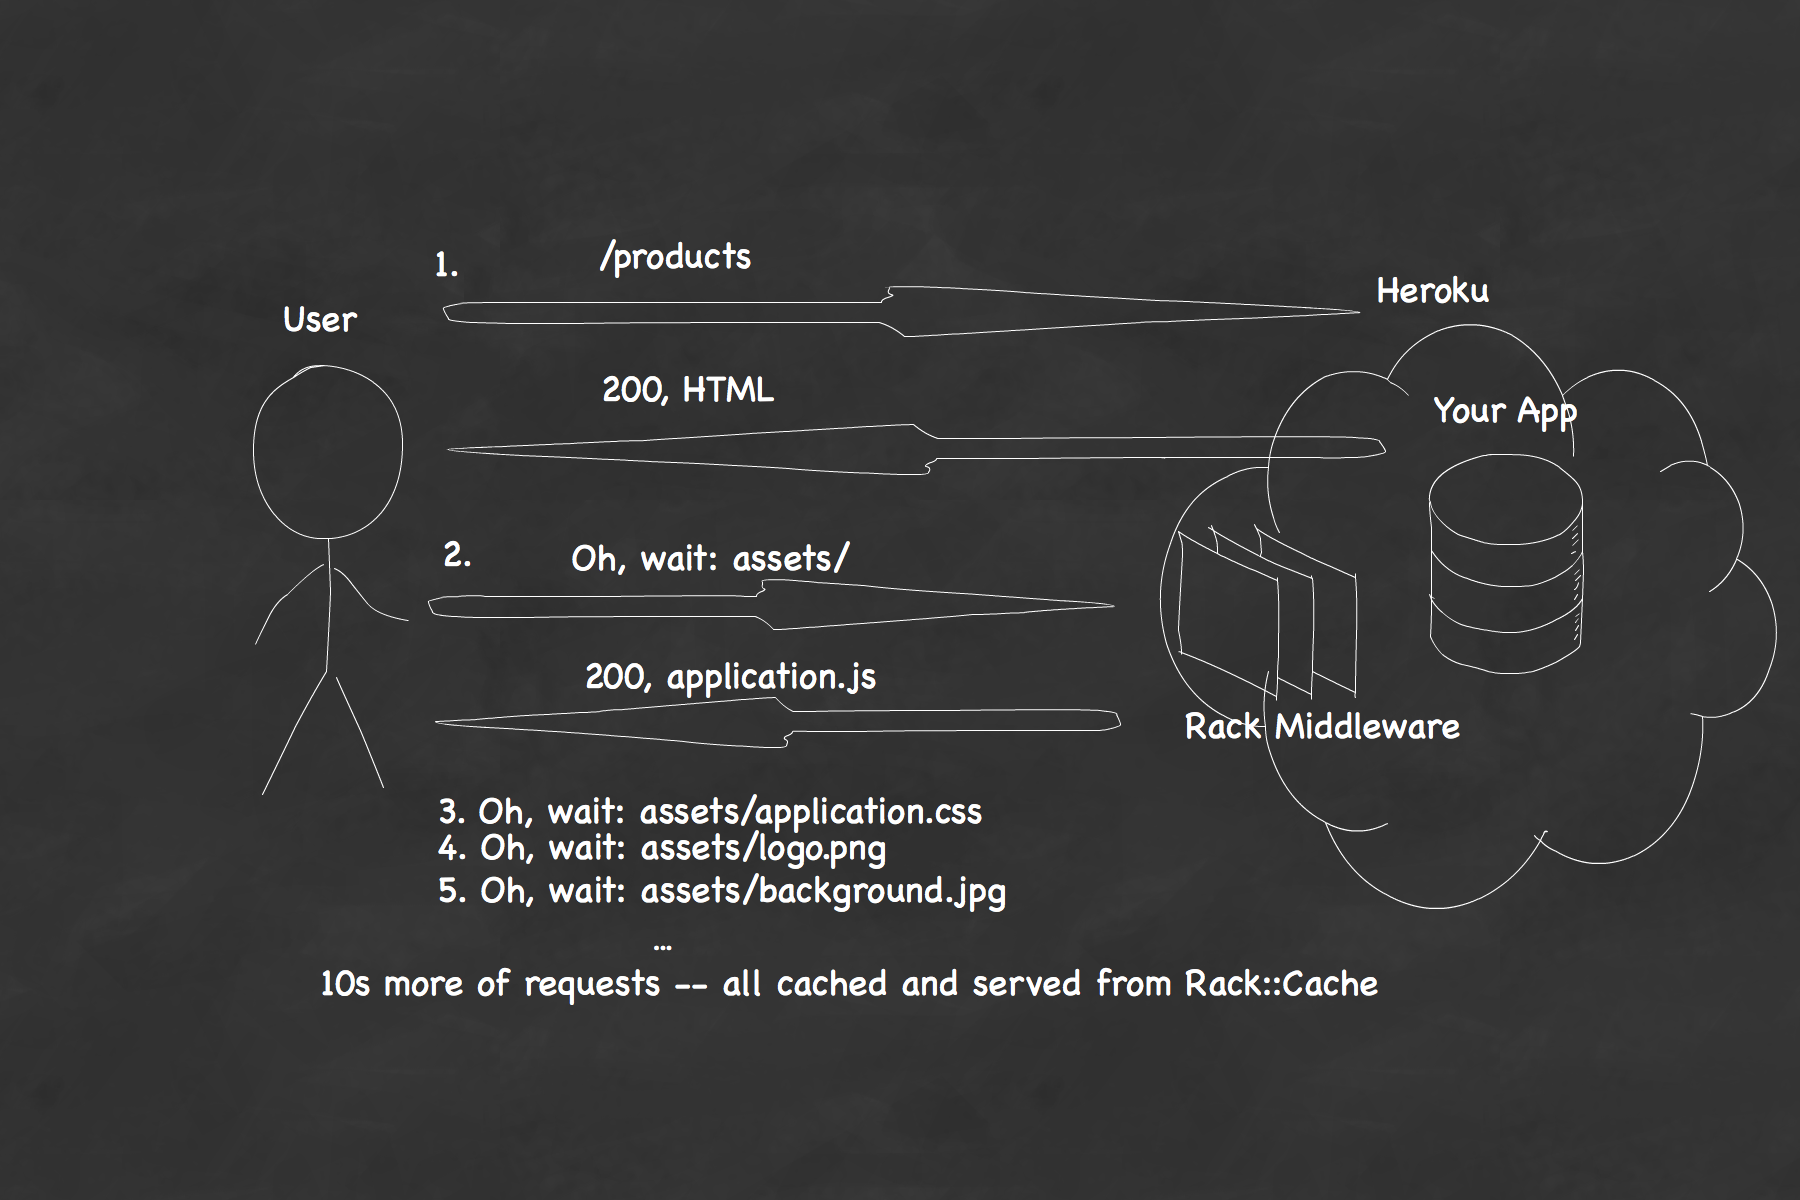 1.
/products
Heroku
User
200, HTML
Your App
2.
Oh, wait: assets/
200, application.js
Rack Middleware
3. Oh, wait: assets/application.css
4. Oh, wait: assets/logo.png
5. Oh, wait: assets/background.jpg
...
10s more of requests -- all cached and served from Rack::Cache